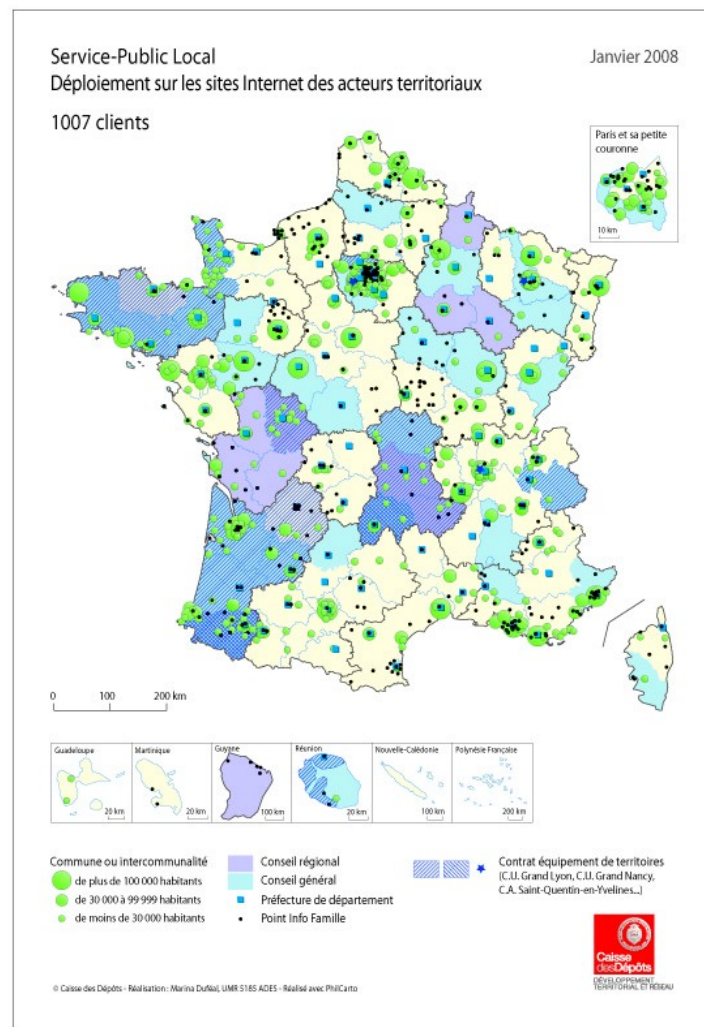 Service-Public Local
Janvier 2008
Déploiement sur les sites Internet des acteurs territoriaux
1007 clients
Paris et sa petite
couronne
10 km
0 100 200 km
Guadeloupe
20 km
Martinique
20 km
Guyane
100 km
Réunion
20 km
Nouvelle-Calédonie
100 km
Polynésie Française
200 km
Commune ou intercommunalité
de plus de 100 000 habitants
de 30 000 à 99 999 habitants
de moins de 30 000 habitants
Conseil régional
Conseil général
Préfecture de département
Point Info Famille
Contrat équipement de territoires
(C.U. Grand Lyon, C.U. Grand Nancy,
C.A. Saint-Quentin-en-Yvelines...)
Caisse
des Dépôts
DÉVELOPPEMENT
TERRITORIAL ET RÉSEAU
© Caisse des Dépôts - Réalisation : Marina Duféal, UMR 5185 ADES - Réalisé avec PhilCarto